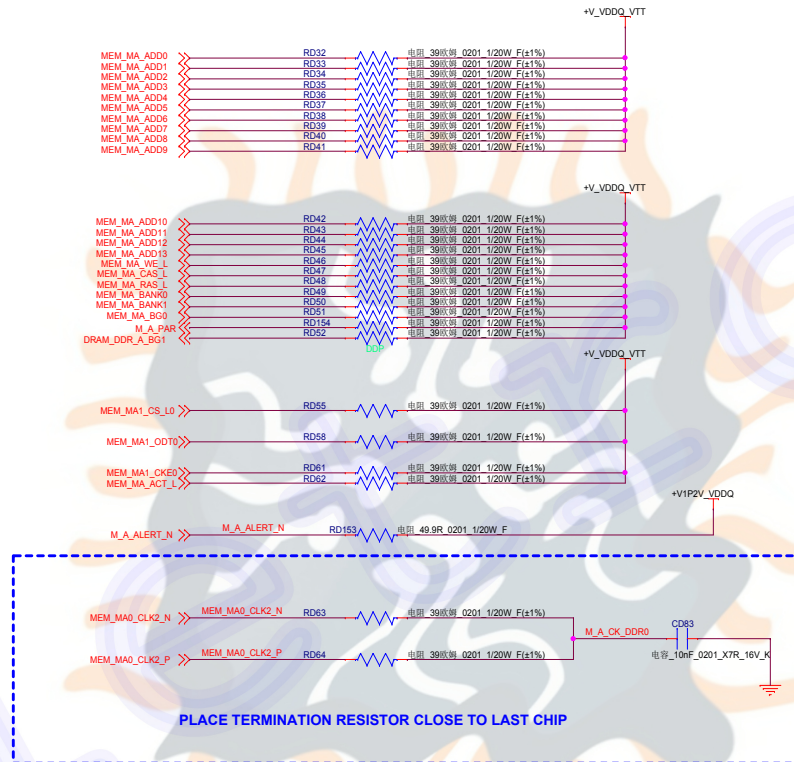 +V_VDDQ_VTT
MEM_MA_ADD0 RD32 电阻_39欧姆_0201_1/20W_F(±1%)
MEM_MA_ADD1 RD33 电阻_39欧姆_0201_1/20W_F(±1%)
MEM_MA_ADD2 RD34 电阻_39欧姆_0201_1/20W_F(±1%)
MEM_MA_ADD3 RD35 电阻_39欧姆_0201_1/20W_F(±1%)
MEM_MA_ADD4 RD36 电阻_39欧姆_0201_1/20W_F(±1%)
MEM_MA_ADD5 RD37 电阻_39欧姆_0201_1/20W_F(±1%)
MEM_MA_ADD6 RD38 电阻_39欧姆_0201_1/20W_F(±1%)
MEM_MA_ADD7 RD39 电阻_39欧姆_0201_1/20W_F(±1%)
MEM_MA_ADD8 RD40 电阻_39欧姆_0201_1/20W_F(±1%)
MEM_MA_ADD9 RD41 电阻_39欧姆_0201_1/20W_F(±1%)
+V_VDDQ_VTT
MEM_MA_ADD10 RD42 电阻_39欧姆_0201_1/20W_F(±1%)
MEM_MA_ADD11 RD43 电阻_39欧姆_0201_1/20W_F(±1%)
MEM_MA_ADD12 RD44 电阻_39欧姆_0201_1/20W_F(±1%)
MEM_MA_ADD13 RD45 电阻_39欧姆_0201_1/20W_F(±1%)
MEM_MA_WE_L RD46 电阻_39欧姆_0201_1/20W_F(±1%)
MEM_MA_CAS_L RD47 电阻_39欧姆_0201_1/20W_F(±1%)
MEM_MA_RAS_L RD48 电阻_39欧姆_0201_1/20W_F(±1%)
MEM_MA_BANK0 RD49 电阻_39欧姆_0201_1/20W_F(±1%)
MEM_MA_BANK1 RD50 电阻_39欧姆_0201_1/20W_F(±1%)
MEM_MA_BG0 RD51 电阻_39欧姆_0201_1/20W_F(±1%)
M_A_PAR RD154 电阻_39欧姆_0201_1/20W_F(±1%)
DRAM_DDR_A_BG1 RD52 电阻_39欧姆_0201_1/20W_F(±1%)
DDP
+V_VDDQ_VTT
MEM_MA1_CS_L0 RD55 电阻_39欧姆_0201_1/20W_F(±1%)
MEM_MA1_ODT0 RD58 电阻_39欧姆_0201_1/20W_F(±1%)
MEM_MA1_CKE0 RD61 电阻_39欧姆_0201_1/20W_F(±1%)
MEM_MA_ACT_L RD62 电阻_39欧姆_0201_1/20W_F(±1%)
+V1P2V_VDDQ
M_A_ALERT_N M_A_ALERT_N RD153 电阻_49.9R_0201_1/20W_F
MEM_MA0_CLK2_N MEM_MA0_CLK2_N RD63 电阻_39欧姆_0201_1/20W_F(±1%)
M_A_CK_DDR0 CD83
MEM_MA0_CLK2_P MEM_MA0_CLK2_P RD64 电阻_39欧姆_0201_1/20W_F(±1%) 电容_10nF_0201_X7R_16V_K
PLACE TERMINATION RESISTOR CLOSE TO LAST CHIP